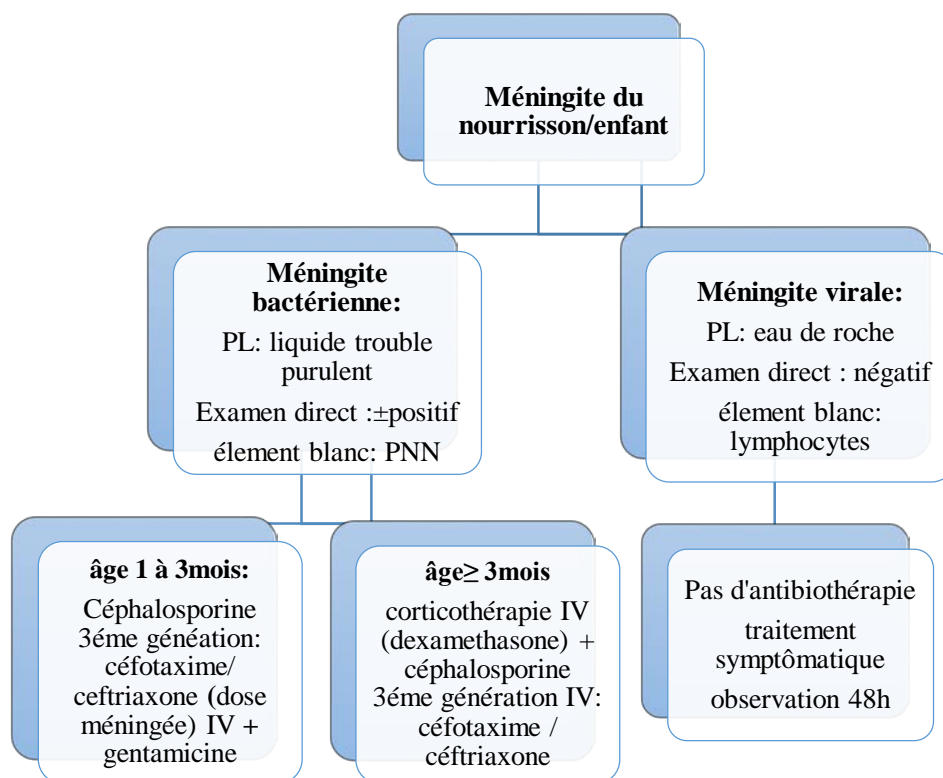 Méningite du
nourrisson/enfant
Méningite
bactérienne:
PL: liquide trouble
purulent
Examen direct :±positif
élement blanc: PNN
Méningite virale:
PL: eau de roche
Examen direct : négatif
élement blanc:
lymphocytes
âge 1 à 3mois:
Céphalosporine
3éme généation:
céfotaxime/
ceftriaxone (dose
méningée) IV +
gentamicine
âge≥ 3mois
corticothérapie IV
(dexamethasone) +
céphalosporine
3éme génération IV:
céfotaxime /
céftriaxone
Pas d'antibiothérapie
traitement
symptômatique
observation 48h